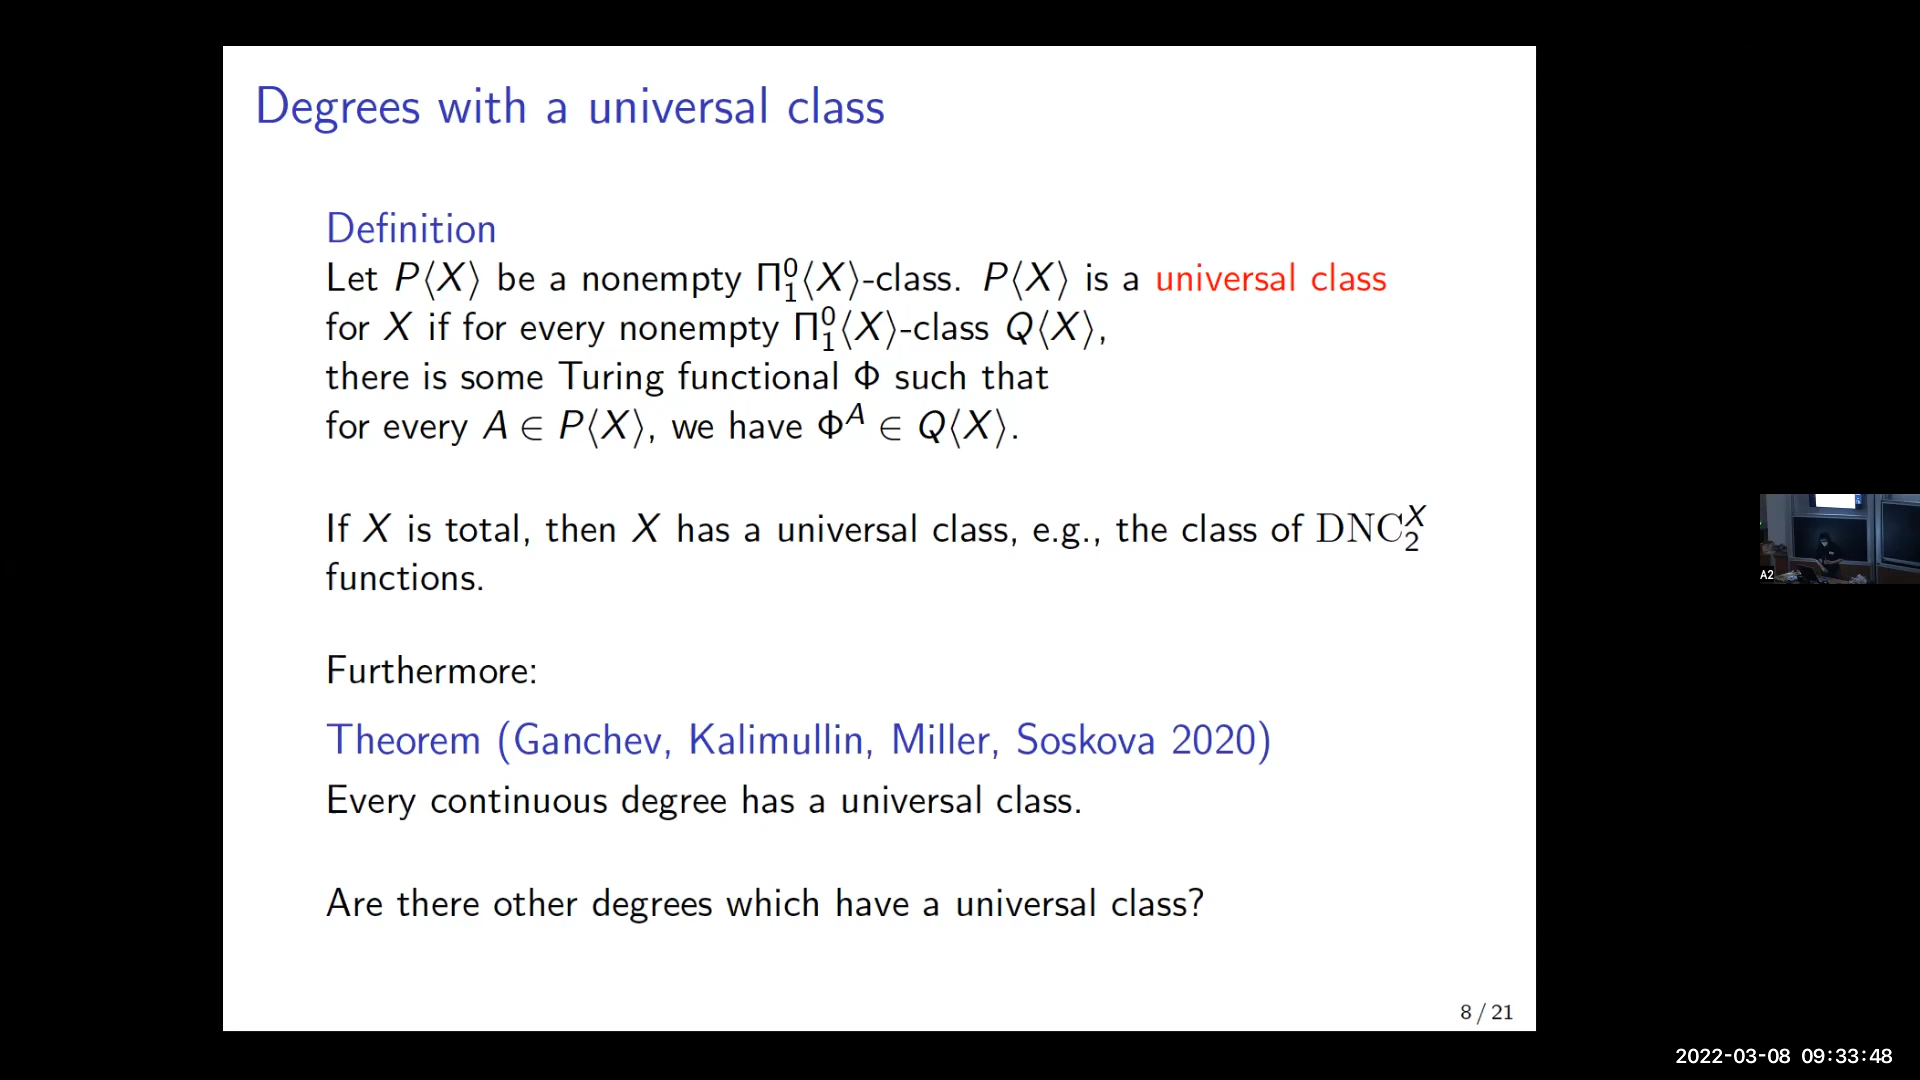 Degrees with a universal class
Definition
Let P⟨X⟩ be a nonempty Π⁰₁⟨X⟩-class. P⟨X⟩ is a universal class
for X if for every nonempty Π⁰₁⟨X⟩-class Q⟨X⟩,
there is some Turing functional Φ such that
for every A ∈ P⟨X⟩, we have Φᴬ ∈ Q⟨X⟩.
If X is total, then X has a universal class, e.g., the class of DNC₂ˣ
functions.
Furthermore:
Theorem (Ganchev, Kalimullin, Miller, Soskova 2020)
Every continuous degree has a universal class.
Are there other degrees which have a universal class?
8 / 21
A2
2022-03-08 09:33:48